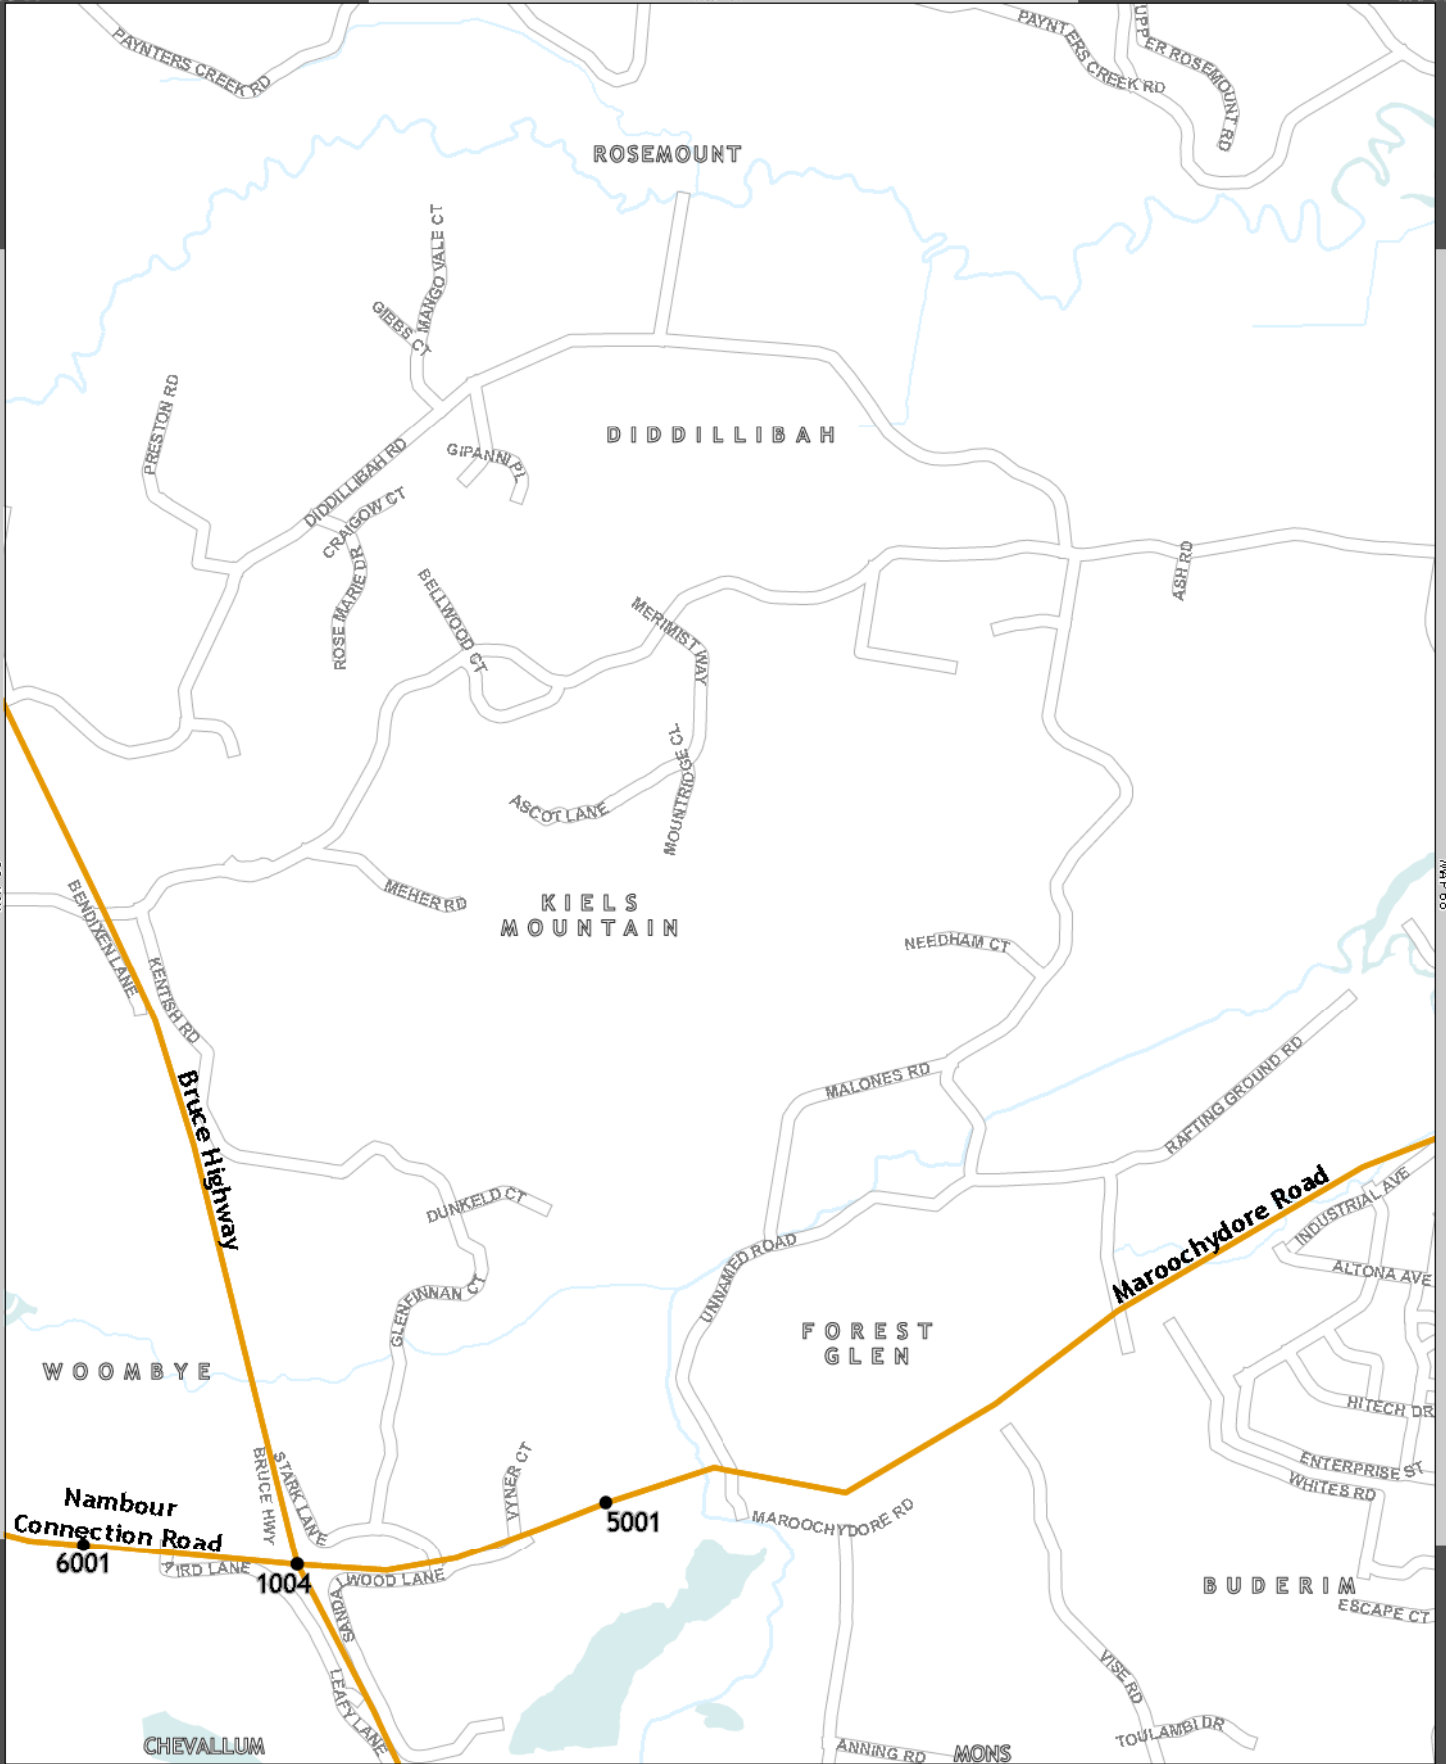 PAYNTERS CREEK RD
PAYNTERS CREEK RD
UPPER ROSEMOUNT RD
ROSEMOUNT
MANGO VALE CT
GIBBS CT
PRESTON RD
DIDDILLIBAH RD
GIPANNI PL
DIDDILLIBAH
CRAIGOW CT
ROSE MARIE DR
BELLWOOD CT
MERIMIST WAY
ASH RD
MOUNTRIDGE CL
ASCOT LANE
MEHER RD
KIELS
MOUNTAIN
BENDIXEN LANE
KENTISH RD
NEEDHAM CT
MALONES RD
RAFTING GROUND RD
Bruce Highway
DUNKELD CT
GLENFINNAN CT
UNNAMED ROAD
Maroochydore Road
INDUSTRIAL AVE
ALTONA AVE
FOREST
GLEN
WOOMBYE
HITECH DR
ENTERPRISE ST
WHITES RD
BRUCE HWY
STARK LANE
VYNER CT
Nambour
Connection Road
5001
MAROOCHYDORE RD
6001
AIRD LANE
1004
SANDALWOOD LANE
BUDERIM
ESCAPE CT
LEAFY LANE
VISE RD
TOULAMBI DR
CHEVALLUM
ANNING RD
MONS